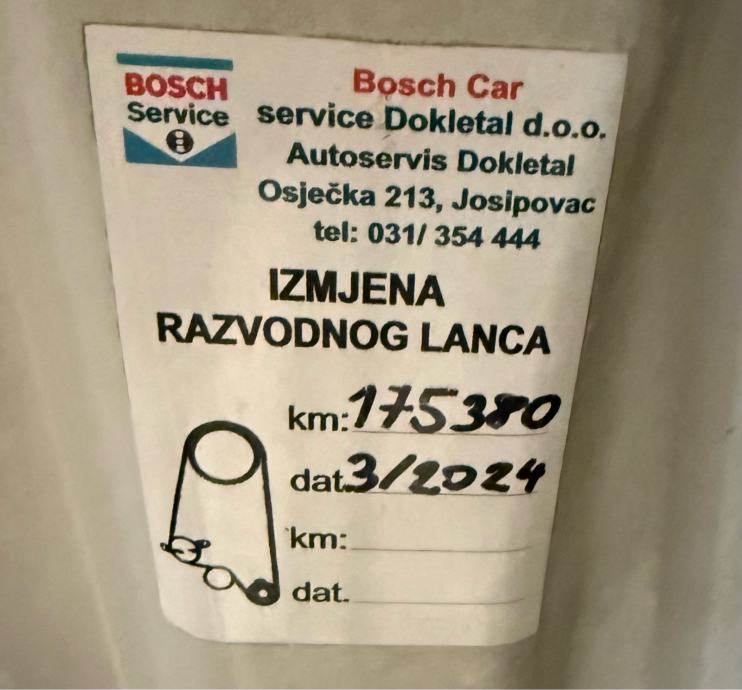 BOSCH
Service
Bosch Car
service Dokletal d.o.o.
Autoservis Dokletal
Osječka 213, Josipovac
tel: 031/ 354 444
IZMJENA
RAZVODNOG LANCA
km: 175380
dat. 3/2024
km:
dat.